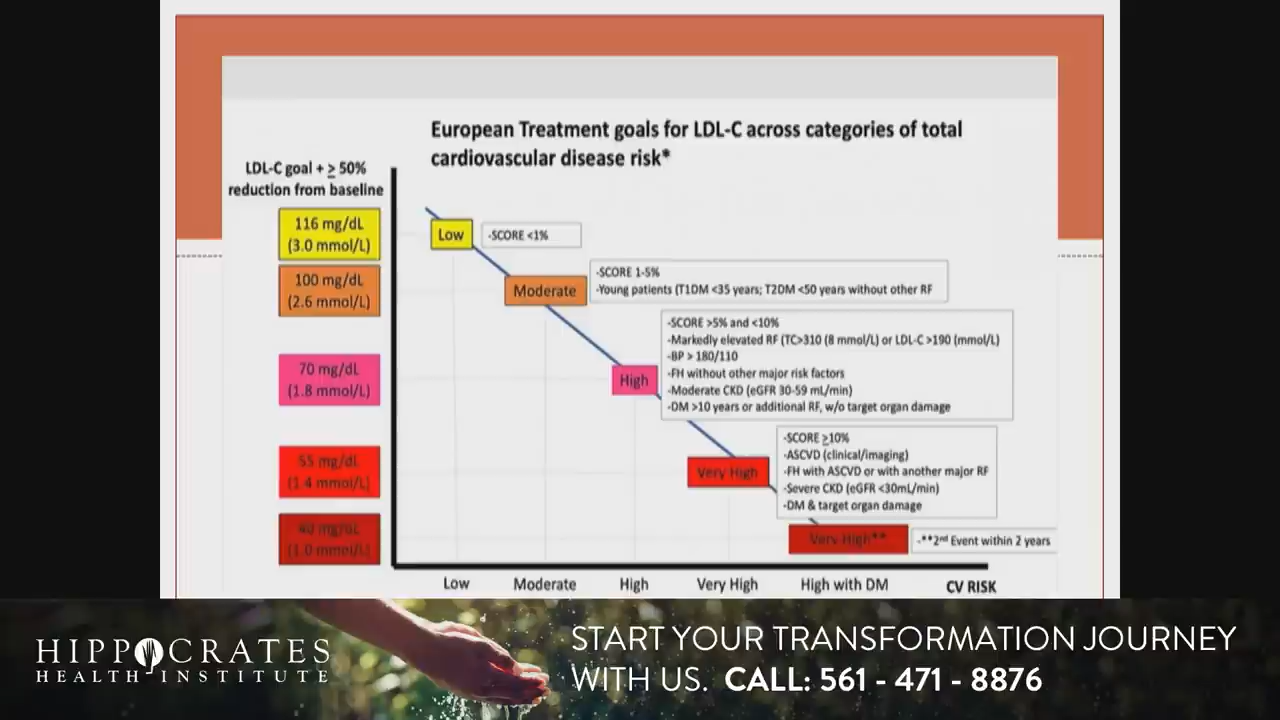 European Treatment goals for LDL-C across categories of total
cardiovascular disease risk*
LDL-C goal + ≥ 50%
reduction from baseline
116 mg/dL
(3.0 mmol/L)
Low
-SCORE <1%
100 mg/dL
(2.6 mmol/L)
Moderate
-SCORE 1-5%
-Young patients (T1DM <35 years; T2DM <50 years without other RF
70 mg/dL
(1.8 mmol/L)
High
-SCORE >5% and <10%
-Markedly elevated RF (TC>310 (8 mmol/L) or LDL-C >190 (mmol/L)
-BP > 180/110
-FH without other major risk factors
-Moderate CKD (eGFR 30-59 mL/min)
-DM >10 years or additional RF, w/o target organ damage
55 mg/dL
(1.4 mmol/L)
Very High
-SCORE ≥10%
-ASCVD (clinical/imaging)
-FH with ASCVD or with another major RF
-Severe CKD (eGFR <30mL/min)
-DM & target organ damage
40 mg/dL
(1.0 mmol/L)
Very High**
-**2nd Event within 2 years
Low
Moderate
High
Very High
High with DM
CV RISK
HIPPOCRATES
HEALTH INSTITUTE
START YOUR TRANSFORMATION JOURNEY
WITH US. CALL: 561 - 471 - 8876